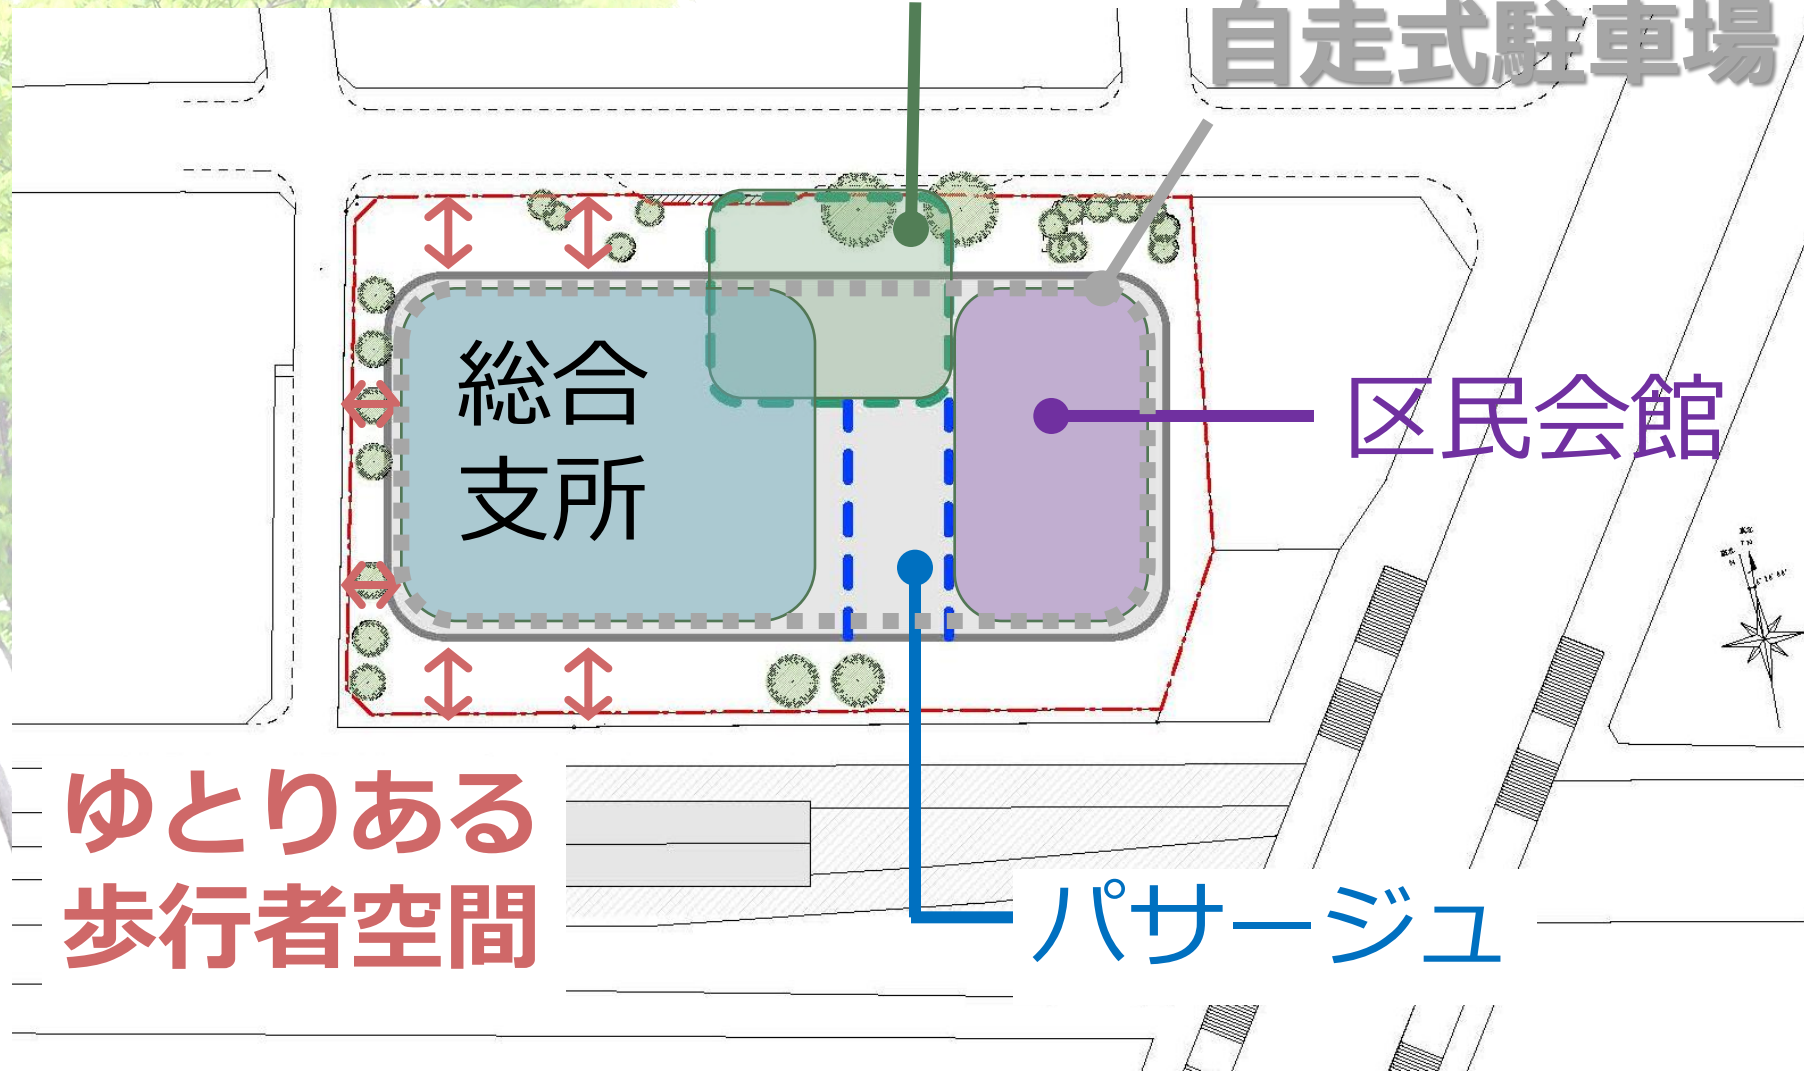 自走式駐車場
総合
支所
区民会館
ゆとりある
歩行者空間
パサージュ